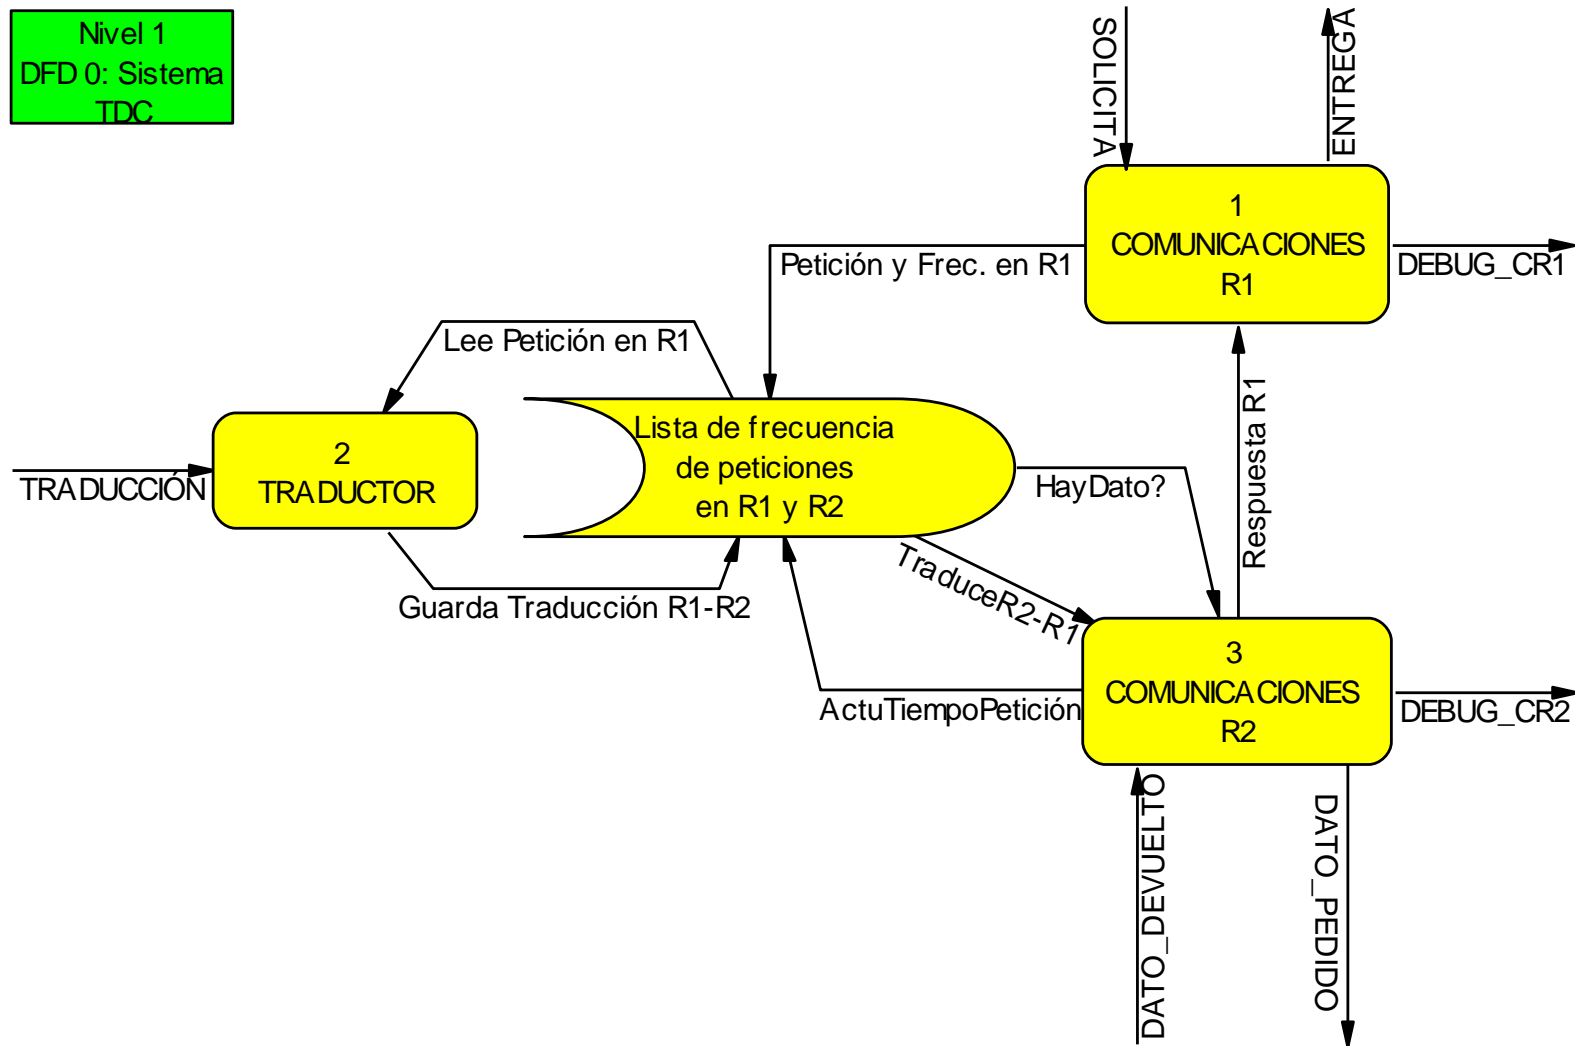 Nivel 1
DFD 0: Sistema
TDC
SOLICITA
ENTREGA
1
COMUNICACIONES
R1
Petición y Frec. en R1
DEBUG_CR1
Lee Petición en R1
Respuesta R1
2
TRADUCTOR
TRADUCCIÓN
Lista de frecuencia
de peticiones
en R1 y R2
HayDato?
TraduceR2-R1
Guarda Traducción R1-R2
3
COMUNICACIONES
R2
ActuTiempoPetición
DEBUG_CR2
DATO_DEVUELTO
DATO_PEDIDO